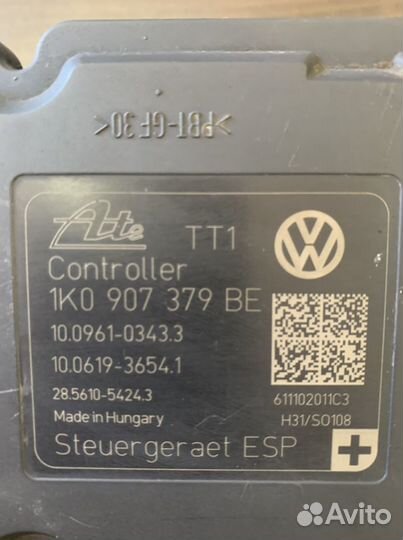 >PBT-GF30<
Ate TT1
Controller
1K0 907 379 BE
10.0961-0343.3
10.0619-3654.1
28.5610-5424.3
611102011C3
Made in Hungary
H31/SO108
Steuergeraet ESP
Avito